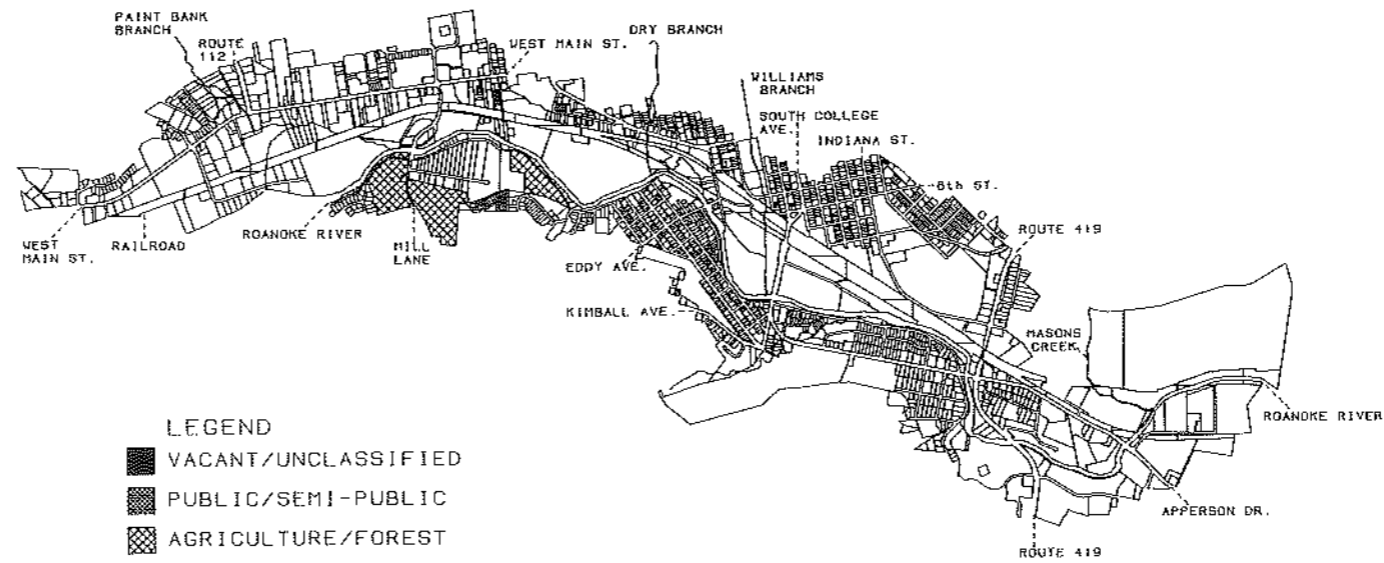 PAINT BANK
BRANCH
ROUTE
112
WEST MAIN ST.
DRY BRANCH
WILLIAMS
BRANCH
SOUTH COLLEGE
AVE.
INDIANA ST.
8th ST.
ROUTE 419
WEST
MAIN ST.
RAILROAD
ROANOKE RIVER
MILL
LANE
EDDY AVE.
KIMBALL AVE.
MASONS
CREEK
ROANOKE RIVER
APPERSON DR.
ROUTE 419
LEGEND
VACANT/UNCLASSIFIED
PUBLIC/SEMI-PUBLIC
AGRICULTURE/FOREST